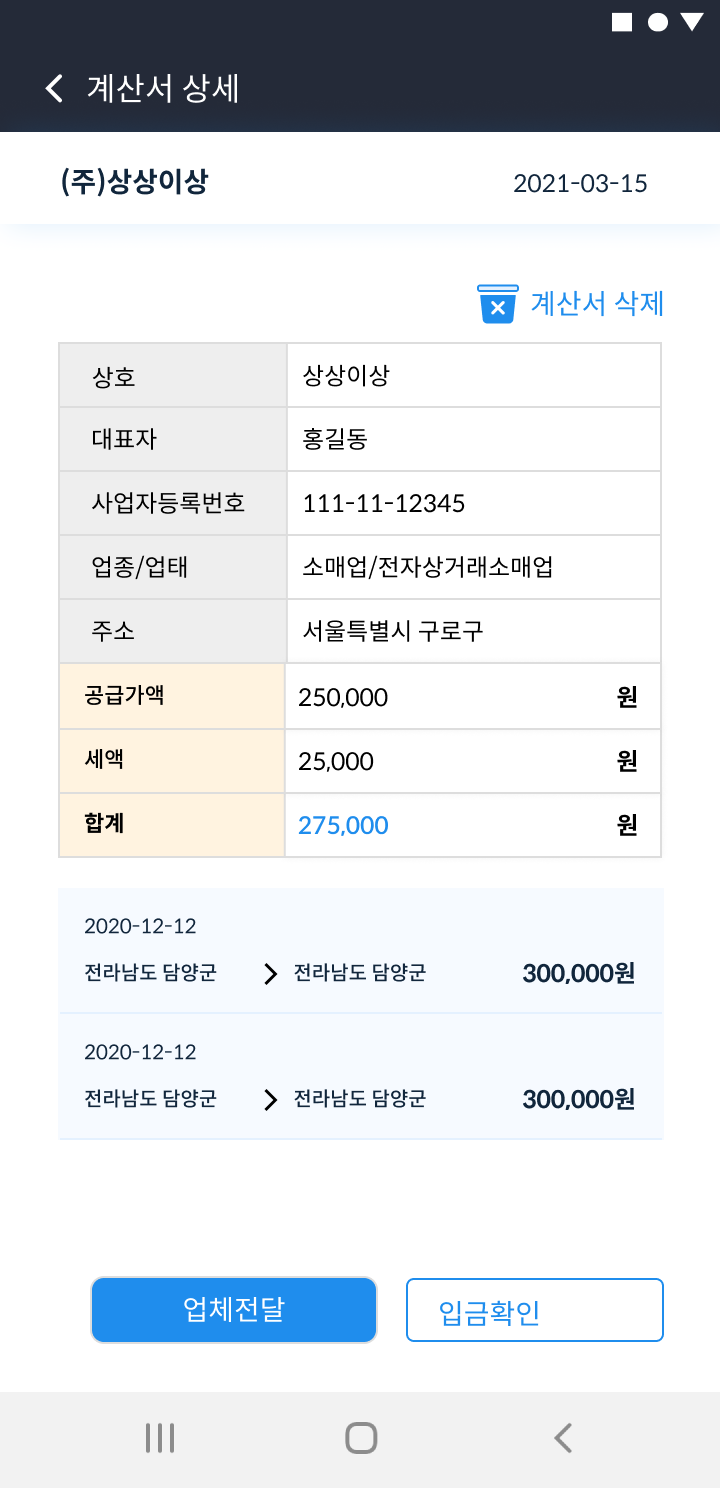 계산서 상세
(주)상상이상 2021-03-15
계산서 삭제
상호 상상이상
대표자 홍길동
사업자등록번호 111-11-12345
업종/업태 소매업/전자상거래소매업
주소 서울특별시 구로구
공급가액 250,000 원
세액 25,000 원
합계 275,000 원
2020-12-12
전라남도 담양군 전라남도 담양군 300,000원
2020-12-12
전라남도 담양군 전라남도 담양군 300,000원
업체전달 입금확인